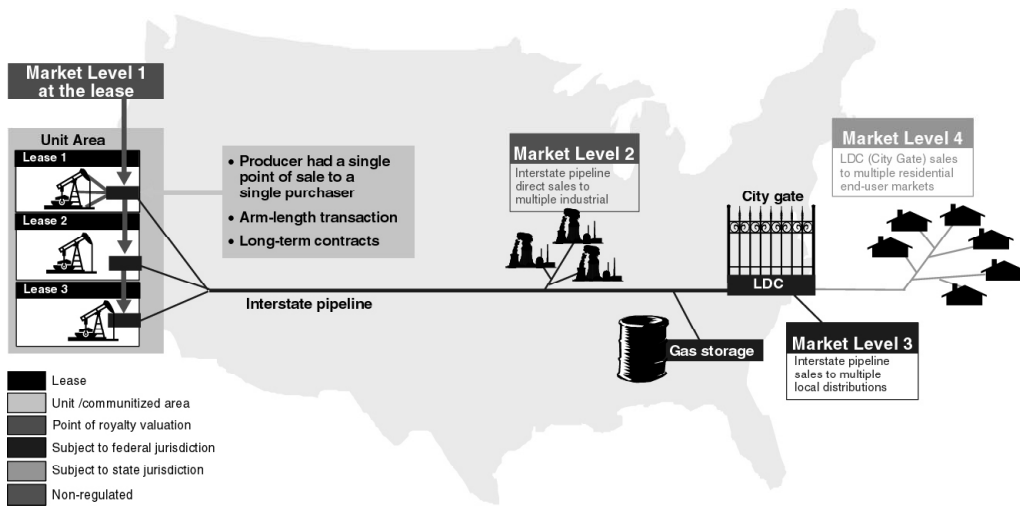 Market Level 1
at the lease
Unit Area
Lease 1
Lease 2
Lease 3
• Producer had a single
point of sale to a
single purchaser
• Arm-length transaction
• Long-term contracts
Interstate pipeline
Market Level 2
Interstate pipeline
direct sales to
multiple industrial
City gate
LDC
Gas storage
Market Level 3
Interstate pipeline
sales to multiple
local distributions
Market Level 4
LDC (City Gate) sales
to multiple residential
end-user markets
Lease
Unit /communitized area
Point of royalty valuation
Subject to federal jurisdiction
Subject to state jurisdiction
Non-regulated